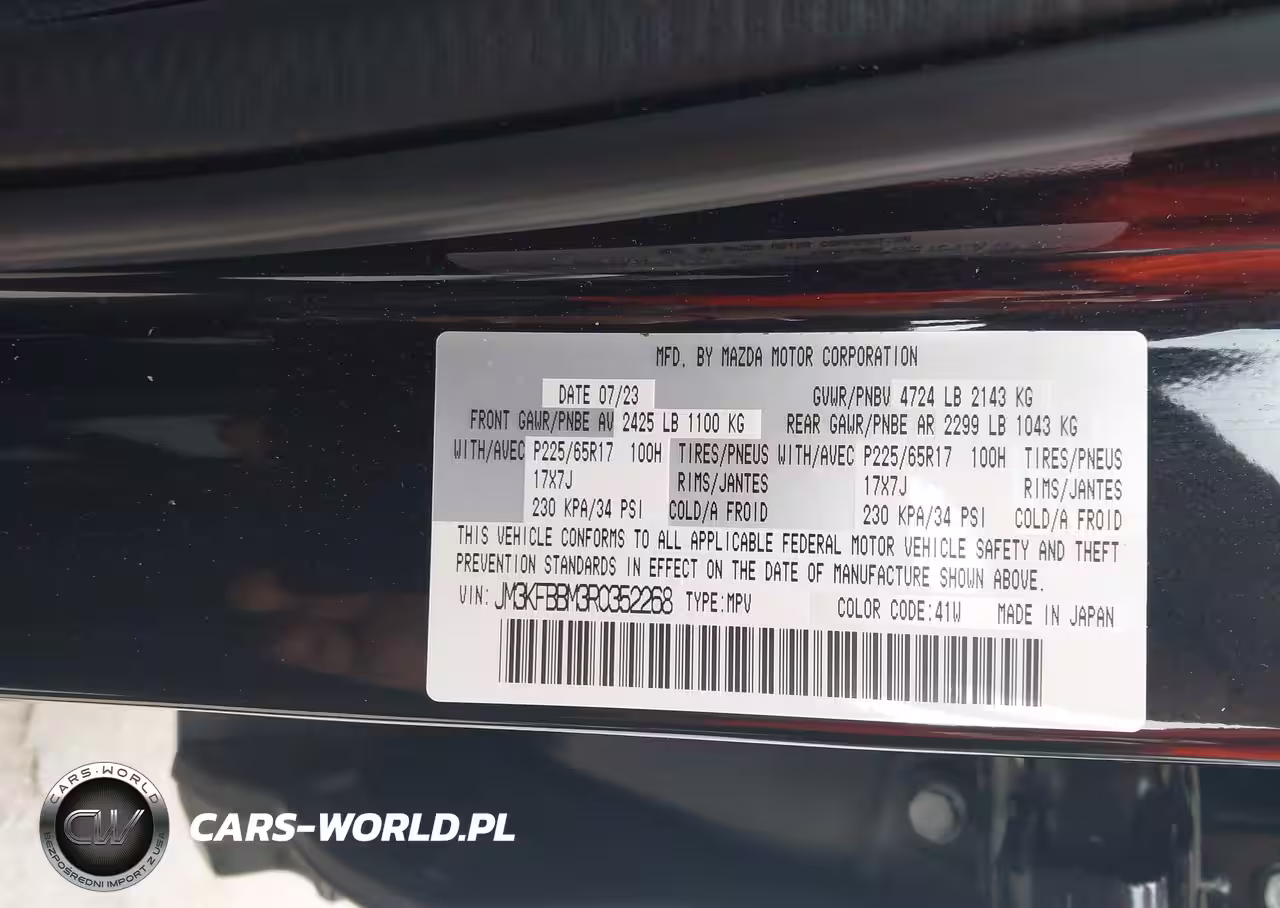 MFD. BY MAZDA MOTOR CORPORATION
DATE 07/23 GVWR/PNBV 4724 LB 2143 KG
FRONT GAWR/PNBE AV 2425 LB 1100 KG REAR GAWR/PNBE AR 2299 LB 1043 KG
WITH/AVEC P225/65R17 100H TIRES/PNEUS WITH/AVEC P225/65R17 100H TIRES/PNEUS
17X7J RIMS/JANTES 17X7J RIMS/JANTES
230 KPA/34 PSI COLD/A FROID 230 KPA/34 PSI COLD/A FROID
THIS VEHICLE CONFORMS TO ALL APPLICABLE FEDERAL MOTOR VEHICLE SAFETY AND THEFT
PREVENTION STANDARDS IN EFFECT ON THE DATE OF MANUFACTURE SHOWN ABOVE.
VIN: JM3KFBBM3R0352268 TYPE:MPV COLOR CODE:41W MADE IN JAPAN
CARS-WORLD
CW
BEZPOŚREDNI IMPORT Z USA
CARS-WORLD.PL